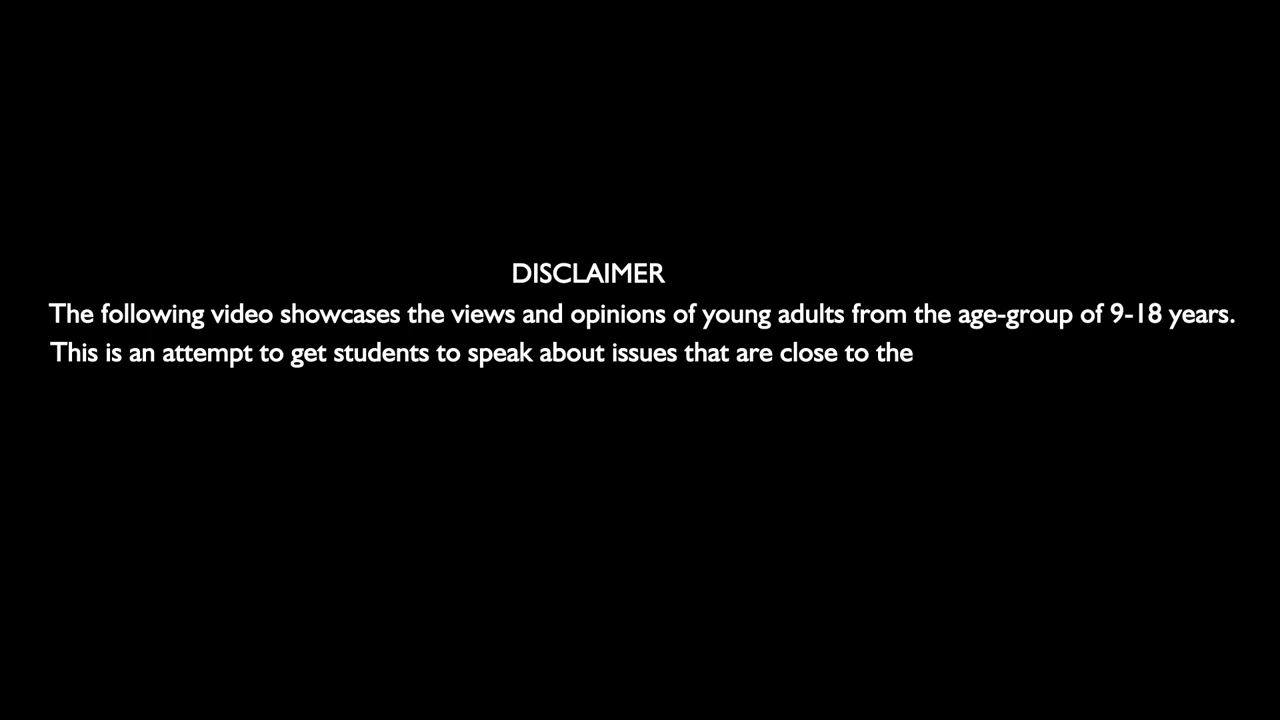 DISCLAIMER
The following video showcases the views and opinions of young adults from the age-group of 9-18 years.
This is an attempt to get students to speak about issues that are close to the